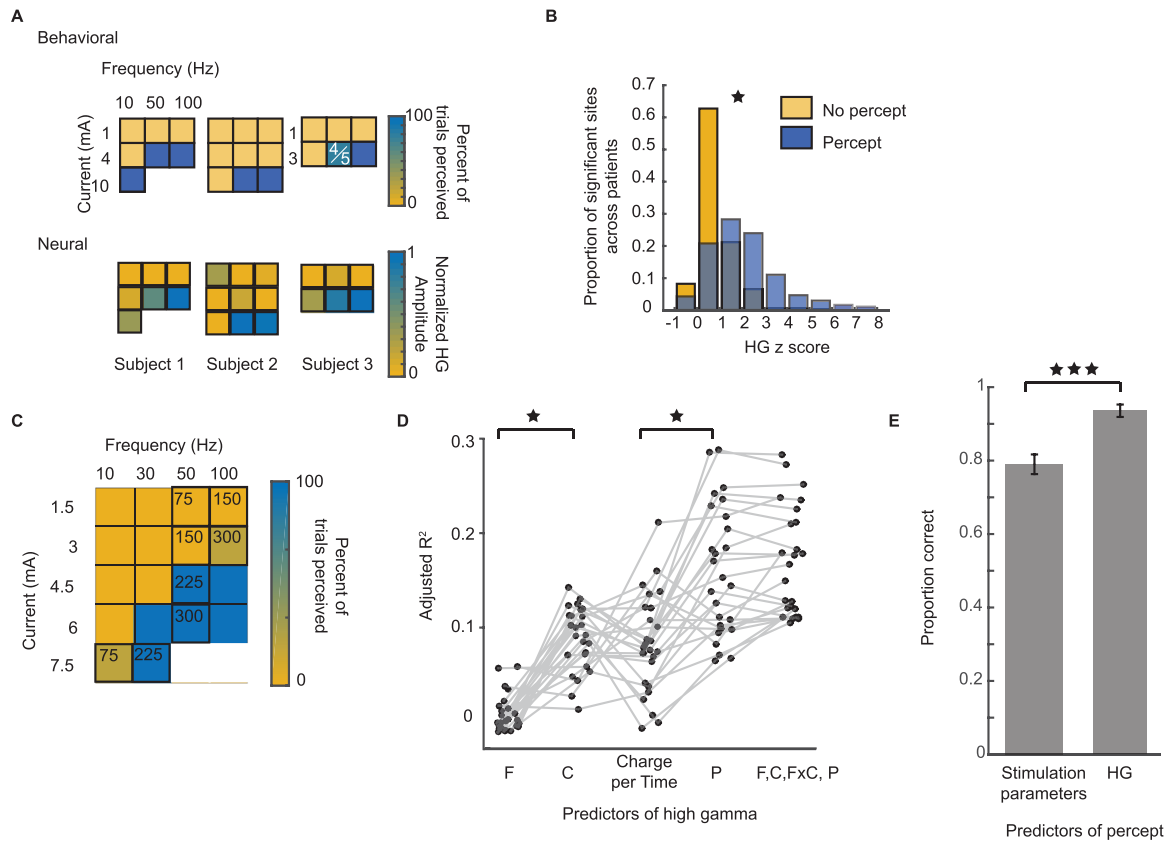 A
Behavioral
Frequency (Hz)
10 50 100
Current (mA)
1
4
10
1
3
4/5
100
0
Percent of
trials perceived
Neural
1
0
Normalized HG
Amplitude
Subject 1 Subject 2 Subject 3
B
Proportion of significant sites
across patients
0.7
0.6
0.5
0.4
0.3
0.2
0.1
0
-1 0 1 2 3 4 5 6 7 8
HG z score
No percept
Percept
C
Frequency (Hz)
10 30 50 100
Current (mA)
1.5
3
4.5
6
7.5
75 150
150 300
225
300
75 225
100
0
Percent of
trials perceived
D
Adjusted R²
0.3
0.2
0.1
0
F C Charge
per Time P F,C,FxC, P
Predictors of high gamma
E
Proportion correct
1
0.8
0.6
0.4
0.2
0
Stimulation
parameters
HG
Predictors of percept